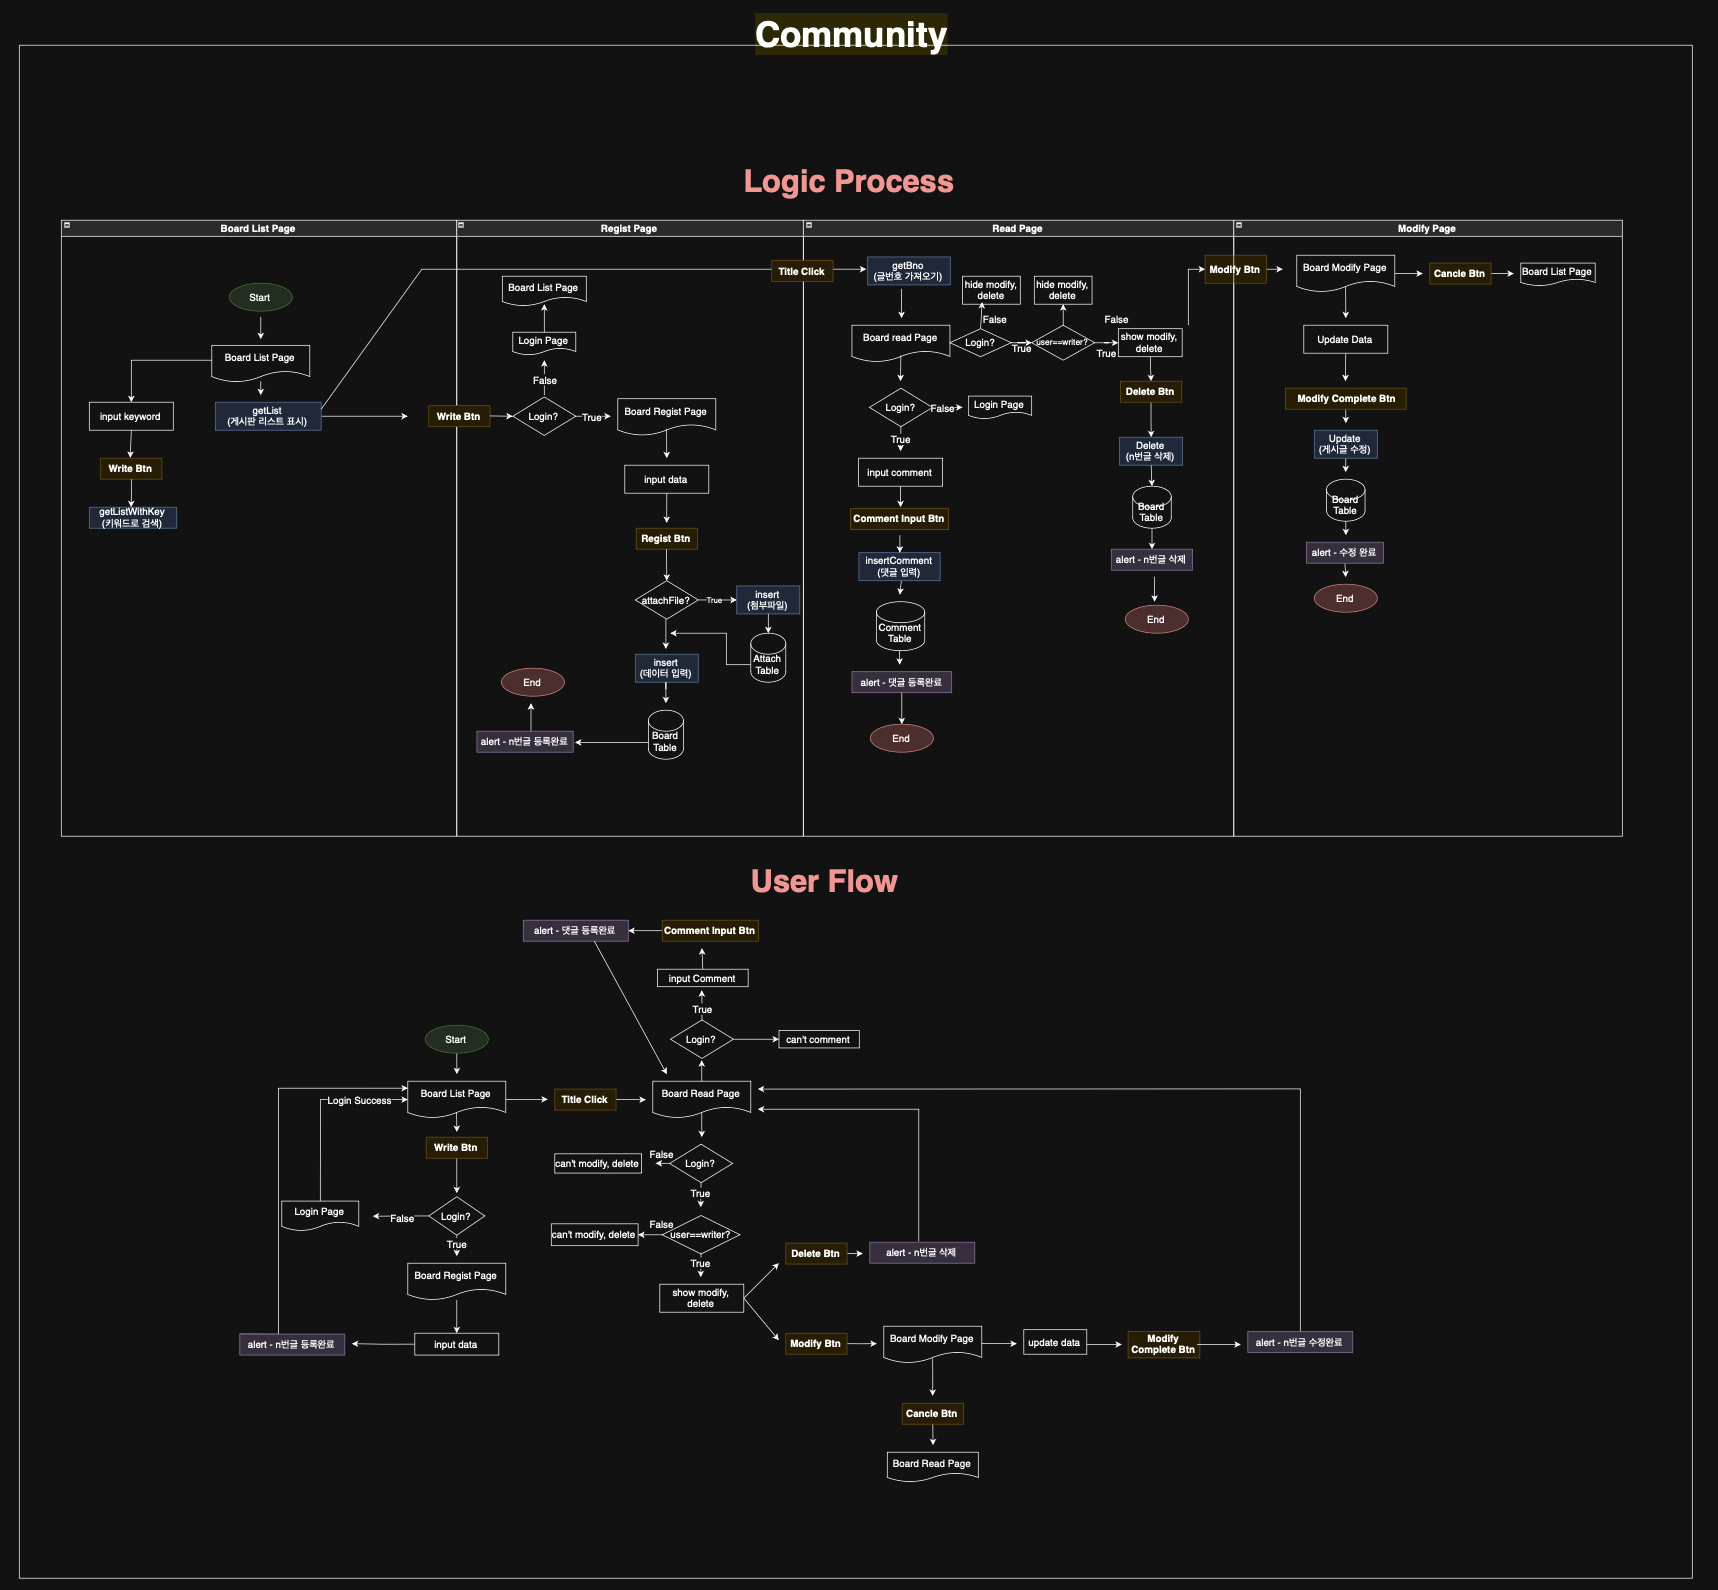 Community
Logic Process
Board List Page
Regist Page
Read Page
Modify Page
Start
Board List Page
input keyword
getList
(게시판 리스트 표시)
Write Btn
getListWithKey
(키워드로 검색)
Board List Page
Login Page
False
Write Btn
Login?
True
Board Regist Page
input data
Regist Btn
attachFile?
True
insert
(첨부파일)
Attach
Table
insert
(데이터 입력)
Board
Table
alert - n번글 등록완료
End
Title Click
getBno
(글번호 가져오기)
hide modify,
delete
hide modify,
delete
False
False
Board read Page
Login?
True
user==writer?
True
show modify,
delete
Login?
False
Login Page
True
input comment
Comment Input Btn
insertComment
(댓글 입력)
Comment
Table
alert - 댓글 등록완료
End
Delete Btn
Delete
(n번글 삭제)
Board
Table
alert - n번글 삭제
End
Modify Btn
Board Modify Page
Cancle Btn
Board List Page
Update Data
Modify Complete Btn
Update
(게시글 수정)
Board
Table
alert - 수정 완료
End
User Flow
alert - 댓글 등록완료
Comment Input Btn
input Comment
True
Login?
can't comment
Start
Board List Page
Login Success
Title Click
Board Read Page
Write Btn
Login Page
False
Login?
True
Board Regist Page
input data
alert - n번글 등록완료
can't modify, delete
False
Login?
True
can't modify, delete
False
user==writer?
True
show modify,
delete
Delete Btn
alert - n번글 삭제
Modify Btn
Board Modify Page
update data
Modify
Complete Btn
alert - n번글 수정완료
Cancle Btn
Board Read Page